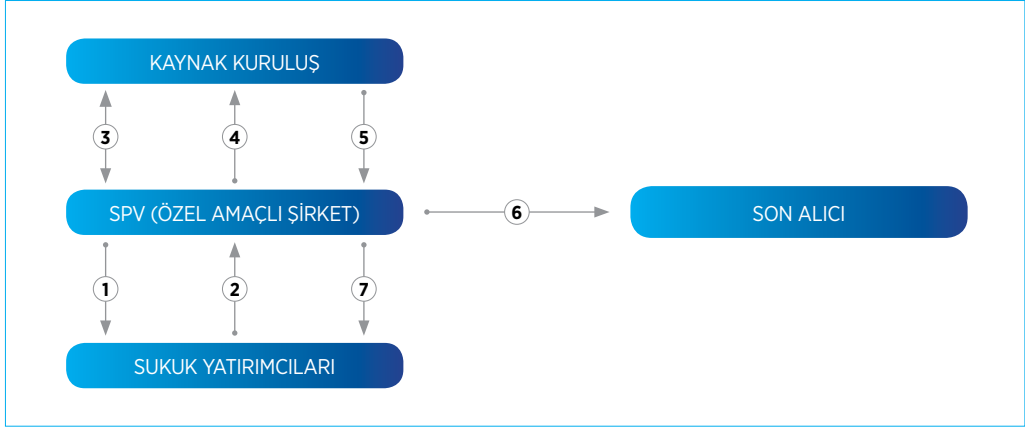 KAYNAK KURULUŞ
3 4 5
SPV (ÖZEL AMAÇLI ŞİRKET)
6
SON ALICI
1 2 7
SUKUK YATIRIMCILARI